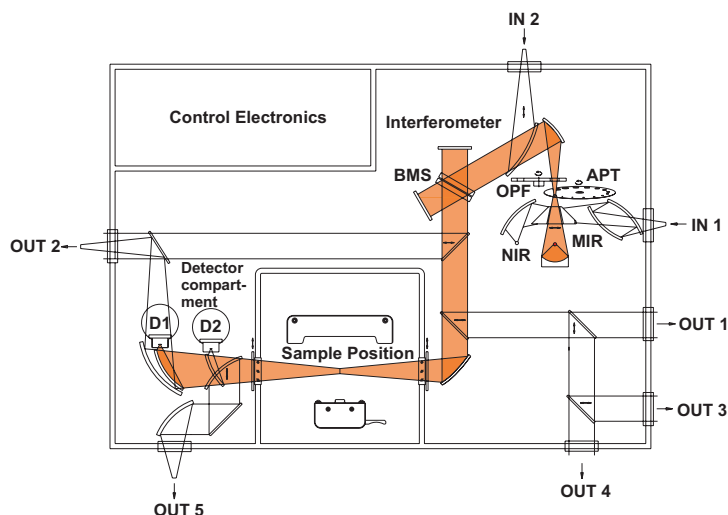 IN 2
Control Electronics
Interferometer
BMS
OPF
APT
IN 1
NIR
MIR
OUT 2
Detector
compart-
ment
D1
D2
OUT 1
Sample Position
OUT 3
OUT 4
OUT 5